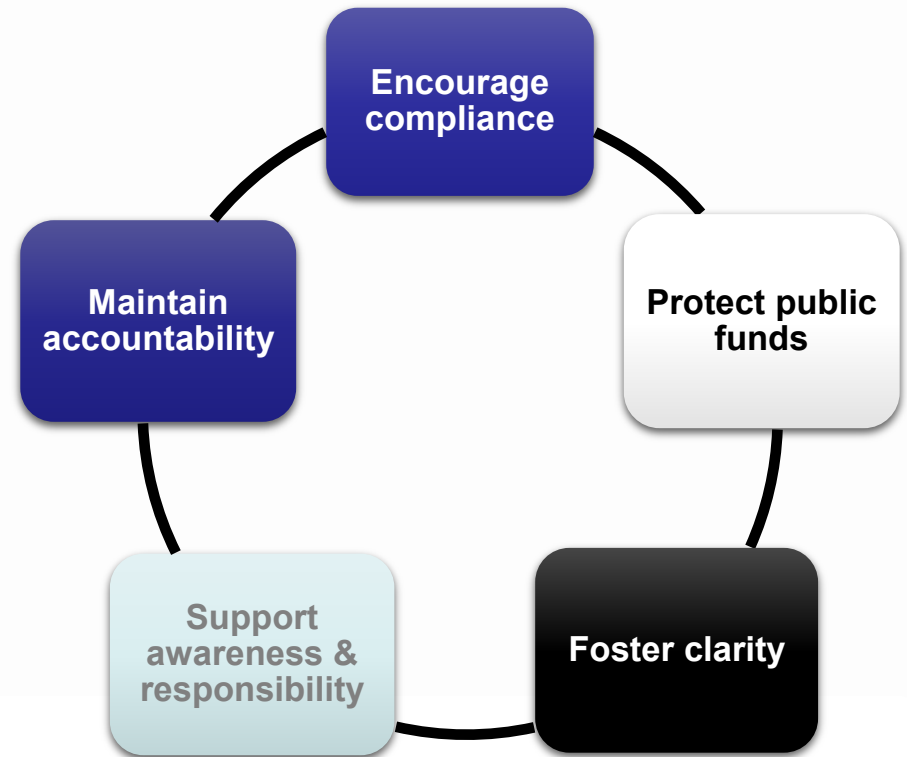 Encourage
compliance
Protect public
funds
Foster clarity
Support
awareness &
responsibility
Maintain
accountability